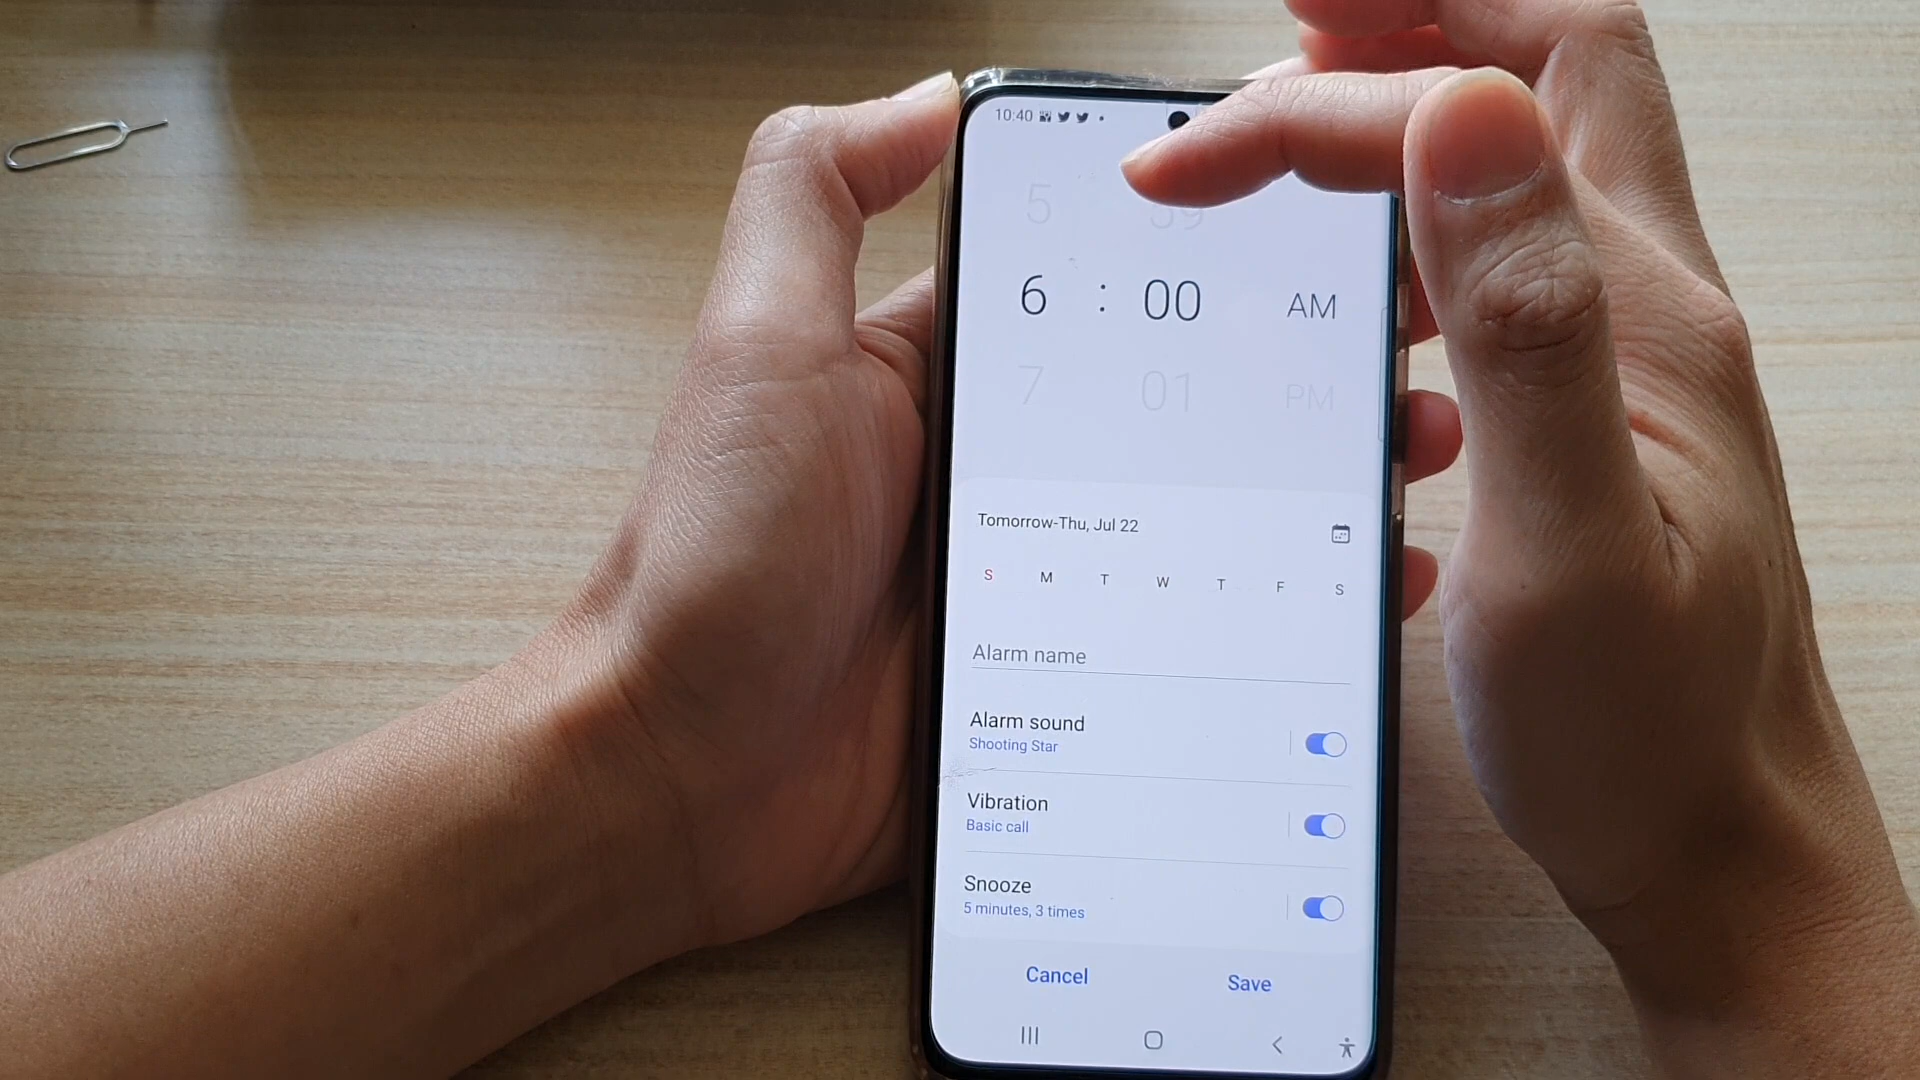 10:40
5 59
6 : 00 AM
7 01 PM
Tomorrow-Thu, Jul 22
S M T W T F S
Alarm name
Alarm sound
Shooting Star
Vibration
Basic call
Snooze
5 minutes, 3 times
Cancel Save